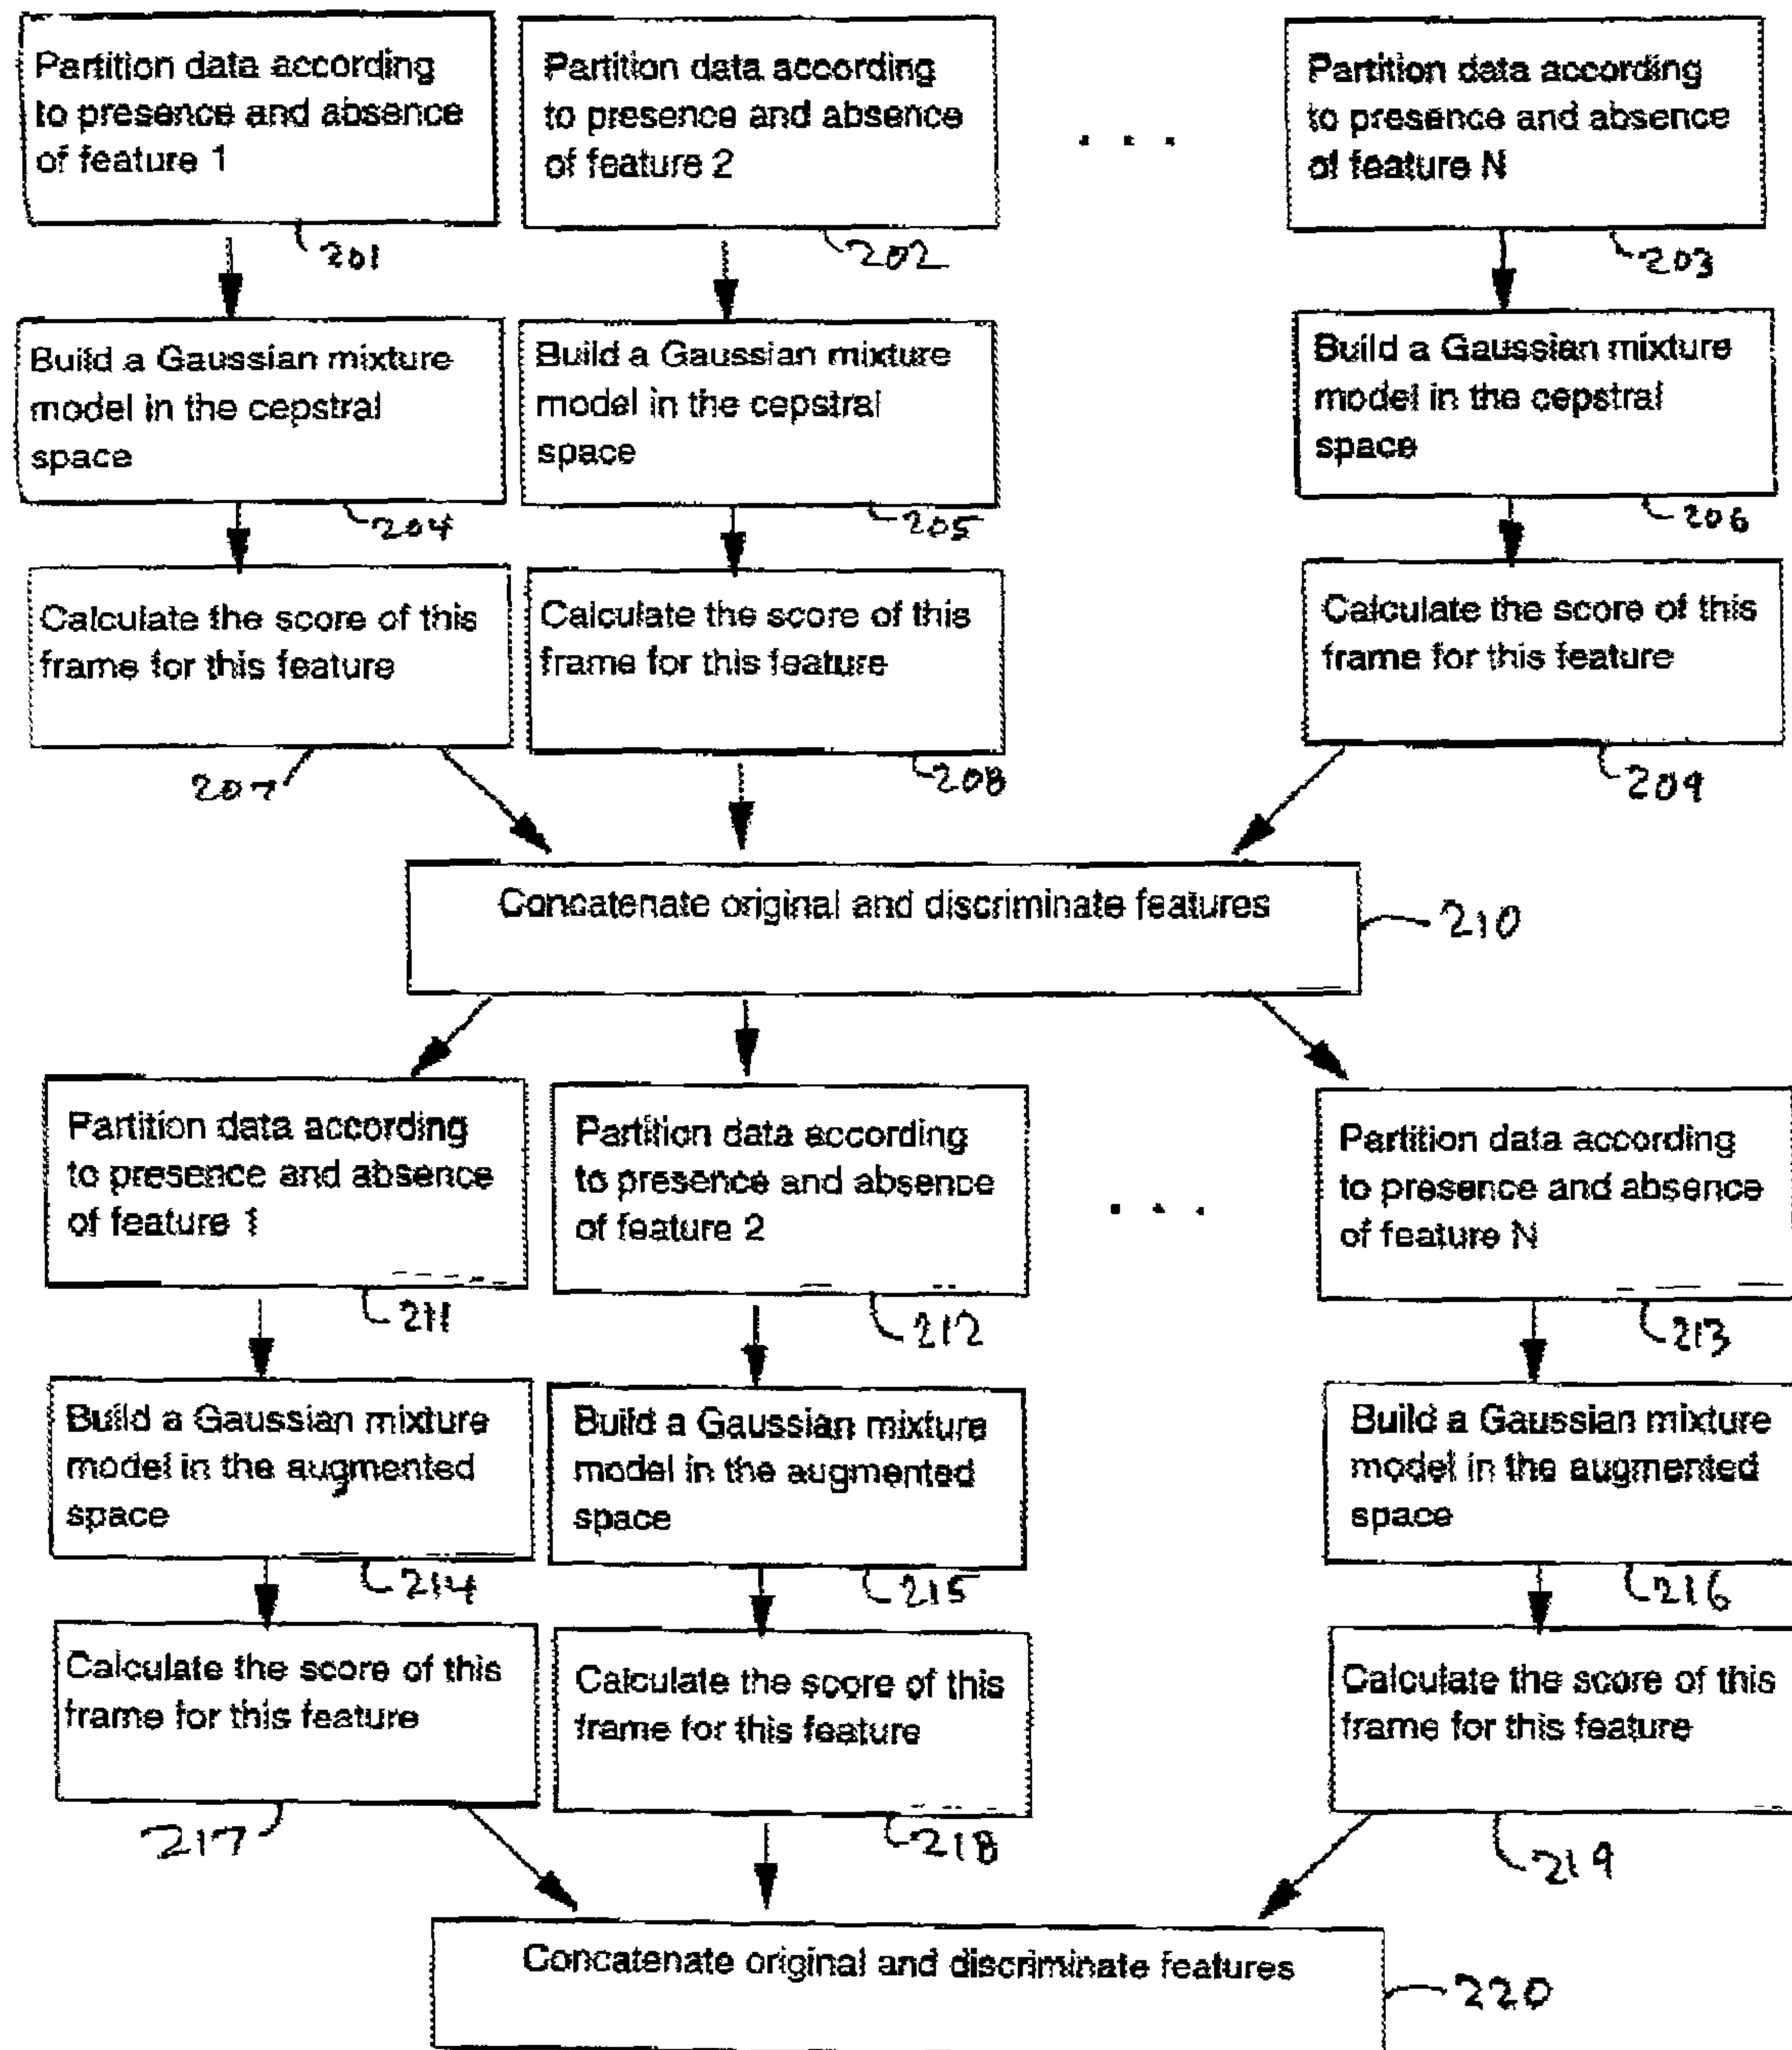 Partition data according
to presence and absence
of feature 1
201
Partition data according
to presence and absence
of feature 2
202
. . .
Partition data according
to presence and absence
of feature N
203
Build a Gaussian mixture
model in the cepstral
space
204
Build a Gaussian mixture
model in the cepstral
space
205
Build a Gaussian mixture
model in the cepstral
space
206
Calculate the score of this
frame for this feature
207
Calculate the score of this
frame for this feature
208
Calculate the score of this
frame for this feature
209
Concatenate original and discriminate features
210
Partition data according
to presence and absence
of feature 1
211
Partition data according
to presence and absence
of feature 2
212
. . .
Partition data according
to presence and absence
of feature N
213
Build a Gaussian mixture
model in the augmented
space
214
Build a Gaussian mixture
model in the augmented
space
215
Build a Gaussian mixture
model in the augmented
space
216
Calculate the score of this
frame for this feature
217
Calculate the score of this
frame for this feature
218
Calculate the score of this
frame for this feature
219
Concatenate original and discriminate features
220